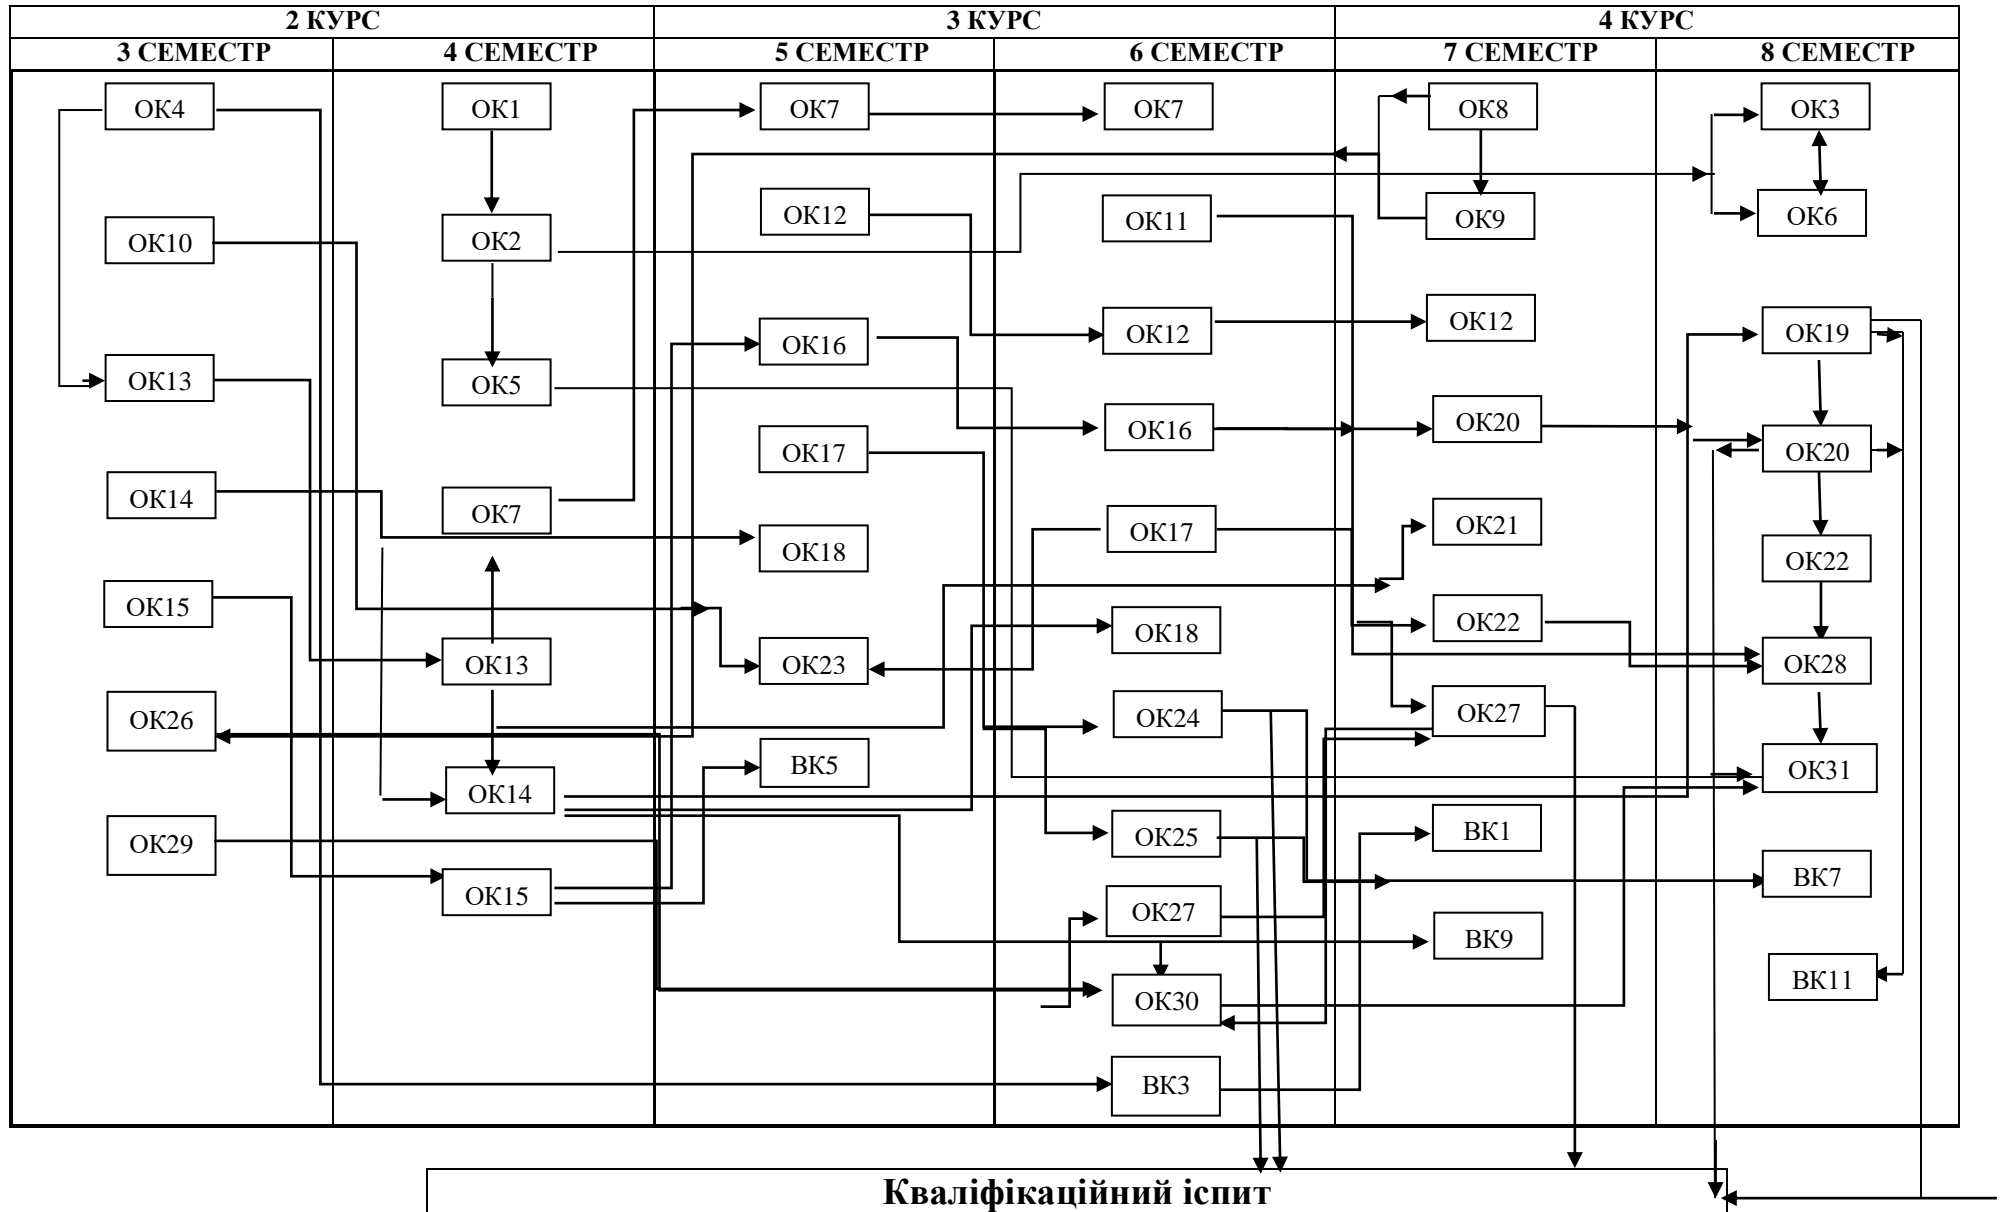 2 КУРС 3 КУРС 4 КУРС
3 СЕМЕСТР 4 СЕМЕСТР 5 СЕМЕСТР 6 СЕМЕСТР 7 СЕМЕСТР 8 СЕМЕСТР
ОК4
ОК10
ОК13
ОК14
ОК15
ОК26
ОК29
ОК1
ОК2
ОК5
ОК7
ОК13
ОК14
ОК15
ОК7
ОК12
ОК16
ОК17
ОК18
ОК23
ВК5
ОК7
ОК11
ОК12
ОК16
ОК17
ОК18
ОК24
ОК25
ОК27
ОК30
ВК3
ОК8
ОК9
ОК12
ОК20
ОК21
ОК22
ОК27
ВК1
ВК9
ОК3
ОК6
ОК19
ОК20
ОК22
ОК28
ОК31
ВК7
ВК11
Кваліфікаційний іспит